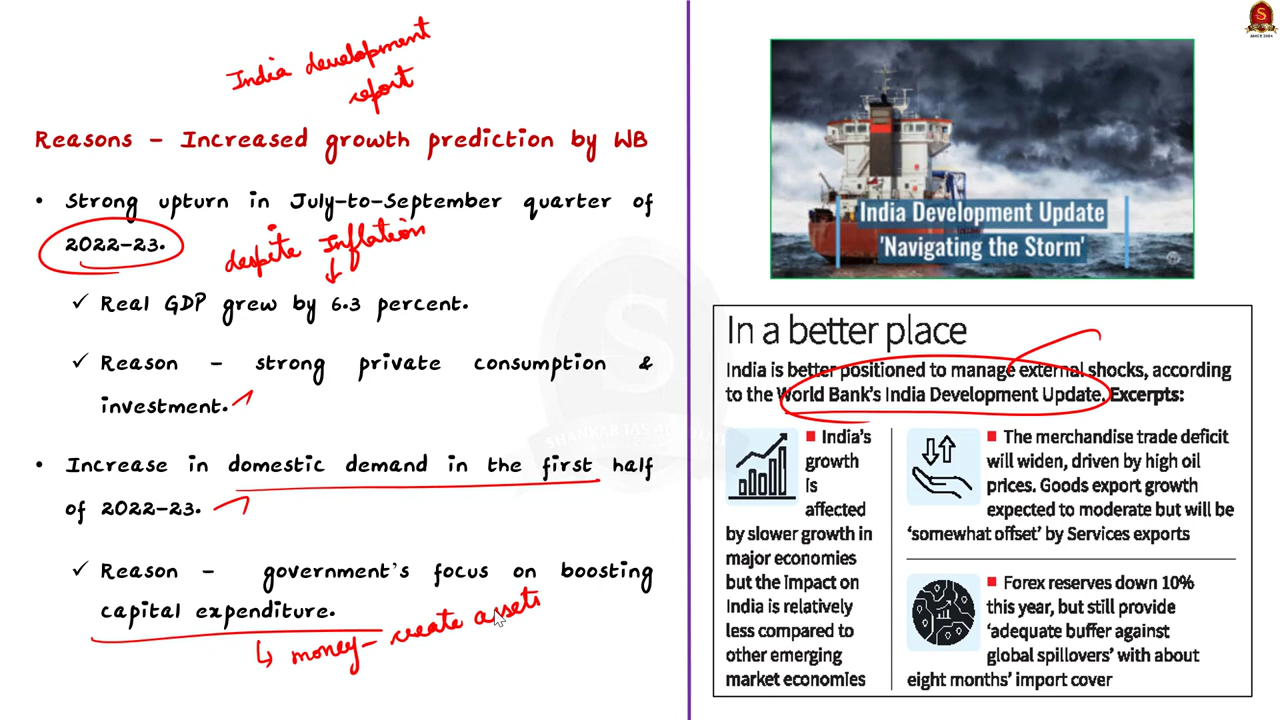 India development
report
Reasons - Increased growth prediction by WB
• Strong upturn in July-to-September quarter of
2022-23.
despite Inflation
✓ Real GDP grew by 6.3 percent.
✓ Reason - strong private consumption &
investment.
• Increase in domestic demand in the first half
of 2022-23.
✓ Reason - government's focus on boosting
capital expenditure.
↳ money - create assets
S
SINCE 2004
India Development Update
'Navigating the Storm'
In a better place
India is better positioned to manage external shocks, according
to the World Bank's India Development Update. Excerpts:
■ India's
growth
is
affected
by slower growth in
major economies
but the impact on
India is relatively
less compared to
other emerging
market economies
■ The merchandise trade deficit
will widen, driven by high oil
prices. Goods export growth
expected to moderate but will be
'somewhat offset' by Services exports
■ Forex reserves down 10%
this year, but still provide
'adequate buffer against
global spillovers' with about
eight months' import cover
S
SHANKAR IAS ACADEMY